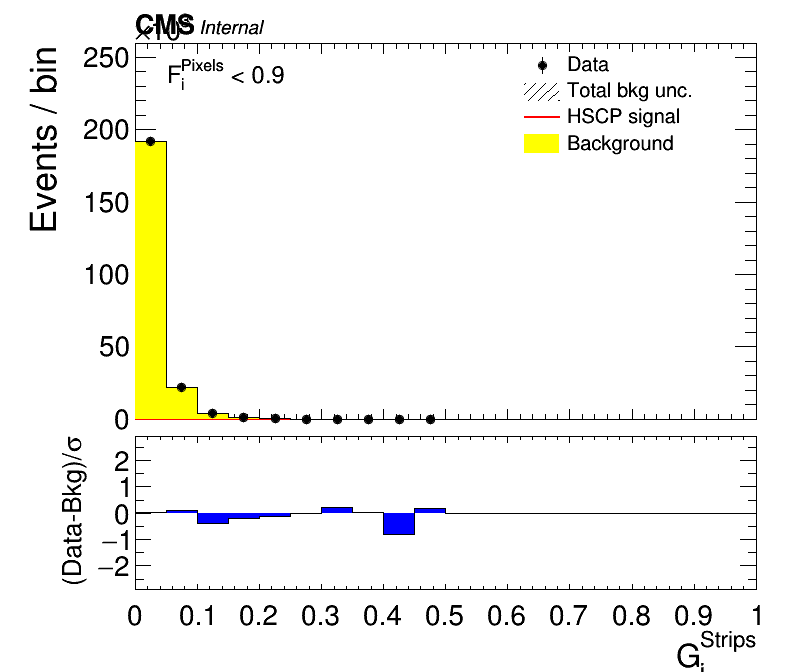 CMS Internal
×10³
F_i^Pixels < 0.9
Data
Total bkg unc.
HSCP signal
Background
Events / bin
250
200
150
100
50
0
(Data-Bkg)/σ
2
1
0
−1
−2
0 0.1 0.2 0.3 0.4 0.5 0.6 0.7 0.8 0.9 1
G_i^Strips